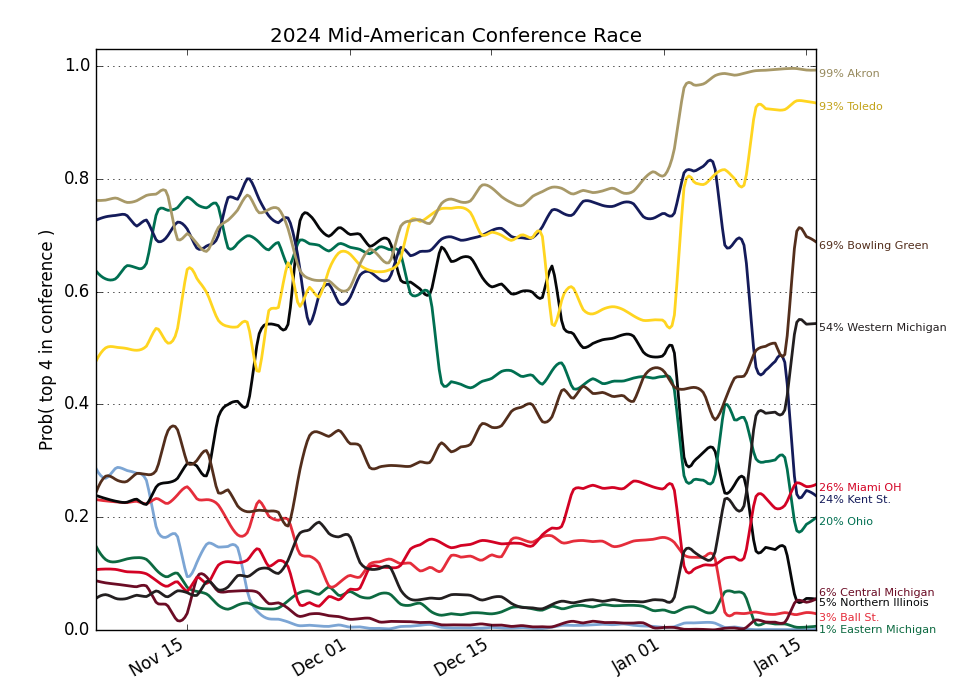 2024 Mid-American Conference Race
Prob( top 4 in conference )
1.0
0.8
0.6
0.4
0.2
0.0
Nov 15
Dec 01
Dec 15
Jan 01
Jan 15
99% Akron
93% Toledo
69% Bowling Green
54% Western Michigan
26% Miami OH
24% Kent St.
20% Ohio
6% Central Michigan
5% Northern Illinois
3% Ball St.
1% Eastern Michigan